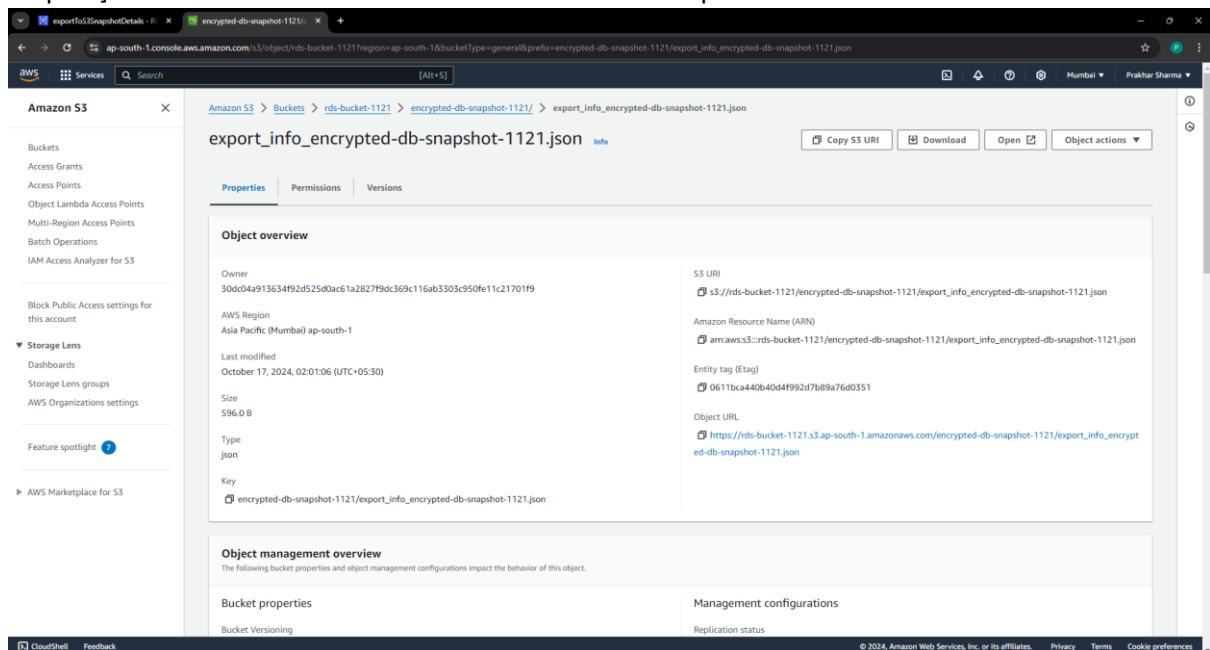 exportToS3SnapshotDetails - R
encrypted-db-snapshot-1121/
ap-south-1.console.aws.amazon.com/s3/object/rds-bucket-1121?region=ap-south-1&bucketType=general&prefix=encrypted-db-snapshot-1121/export_info_encrypted-db-snapshot-1121.json
aws Services Search [Alt+S] Mumbai ▼ Prakhar Sharma ▼
Amazon S3
Amazon S3 > Buckets > rds-bucket-1121 > encrypted-db-snapshot-1121/ > export_info_encrypted-db-snapshot-1121.json
export_info_encrypted-db-snapshot-1121.json Info
Copy S3 URI Download Open Object actions ▼
Buckets
Access Grants
Access Points
Object Lambda Access Points
Multi-Region Access Points
Batch Operations
IAM Access Analyzer for S3
Block Public Access settings for
this account
▼ Storage Lens
Dashboards
Storage Lens groups
AWS Organizations settings
Feature spotlight 7
▶ AWS Marketplace for S3
Properties Permissions Versions
Object overview
Owner
30dc04a913634f92d525d0ac61a2827f9dc369c116ab3303c950fe11c21701f9
AWS Region
Asia Pacific (Mumbai) ap-south-1
Last modified
October 17, 2024, 02:01:06 (UTC+05:30)
Size
596.0 B
Type
json
Key
encrypted-db-snapshot-1121/export_info_encrypted-db-snapshot-1121.json
S3 URI
s3://rds-bucket-1121/encrypted-db-snapshot-1121/export_info_encrypted-db-snapshot-1121.json
Amazon Resource Name (ARN)
arn:aws:s3:::rds-bucket-1121/encrypted-db-snapshot-1121/export_info_encrypted-db-snapshot-1121.json
Entity tag (Etag)
0611bca440b40d4f992d7b89a76d0351
Object URL
https://rds-bucket-1121.s3.ap-south-1.amazonaws.com/encrypted-db-snapshot-1121/export_info_encrypt
ed-db-snapshot-1121.json
Object management overview
The following bucket properties and object management configurations impact the behavior of this object.
Bucket properties
Bucket Versioning
Management configurations
Replication status
CloudShell Feedback © 2024, Amazon Web Services, Inc. or its affiliates. Privacy Terms Cookie preferences